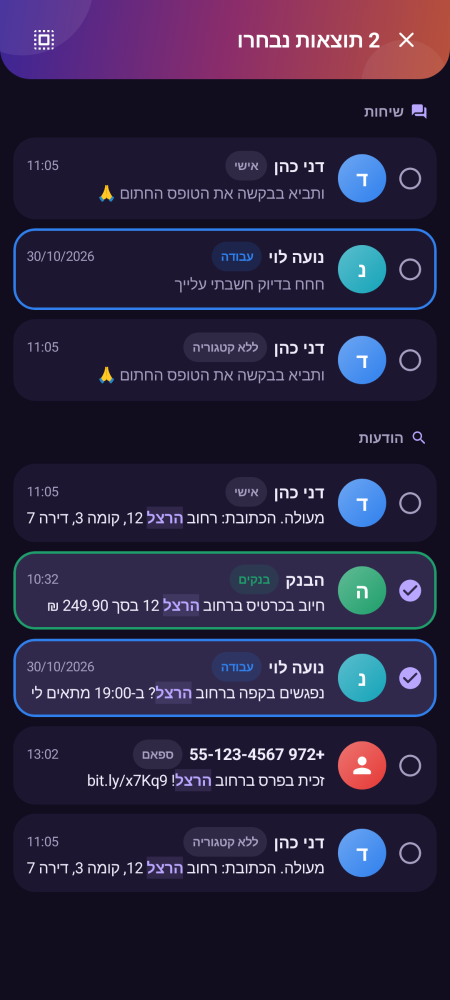 2 תוצאות נבחרו
שיחות
דני כהן אישי 11:05
ותביא בבקשה את הטופס החתום 🙏
נועה לוי עבודה 30/10/2026
חחח בדיוק חשבתי עלייך
דני כהן ללא קטגוריה 11:05
ותביא בבקשה את הטופס החתום 🙏
הודעות
דני כהן אישי 11:05
מעולה. הכתובת: רחוב הרצל 12, קומה 3, דירה 7
הבנק בנקים 10:32
חיוב בכרטיס ברחוב הרצל 12 בסך 249.90 ₪
נועה לוי עבודה 30/10/2026
נפגשים בקפה ברחוב הרצל? ב-19:00 מתאים לי
55-123-4567 972+ ספאם 13:02
זכית בפרס ברחוב הרצל! bit.ly/x7Kq9
דני כהן ללא קטגוריה 11:05
מעולה. הכתובת: רחוב הרצל 12, קומה 3, דירה 7